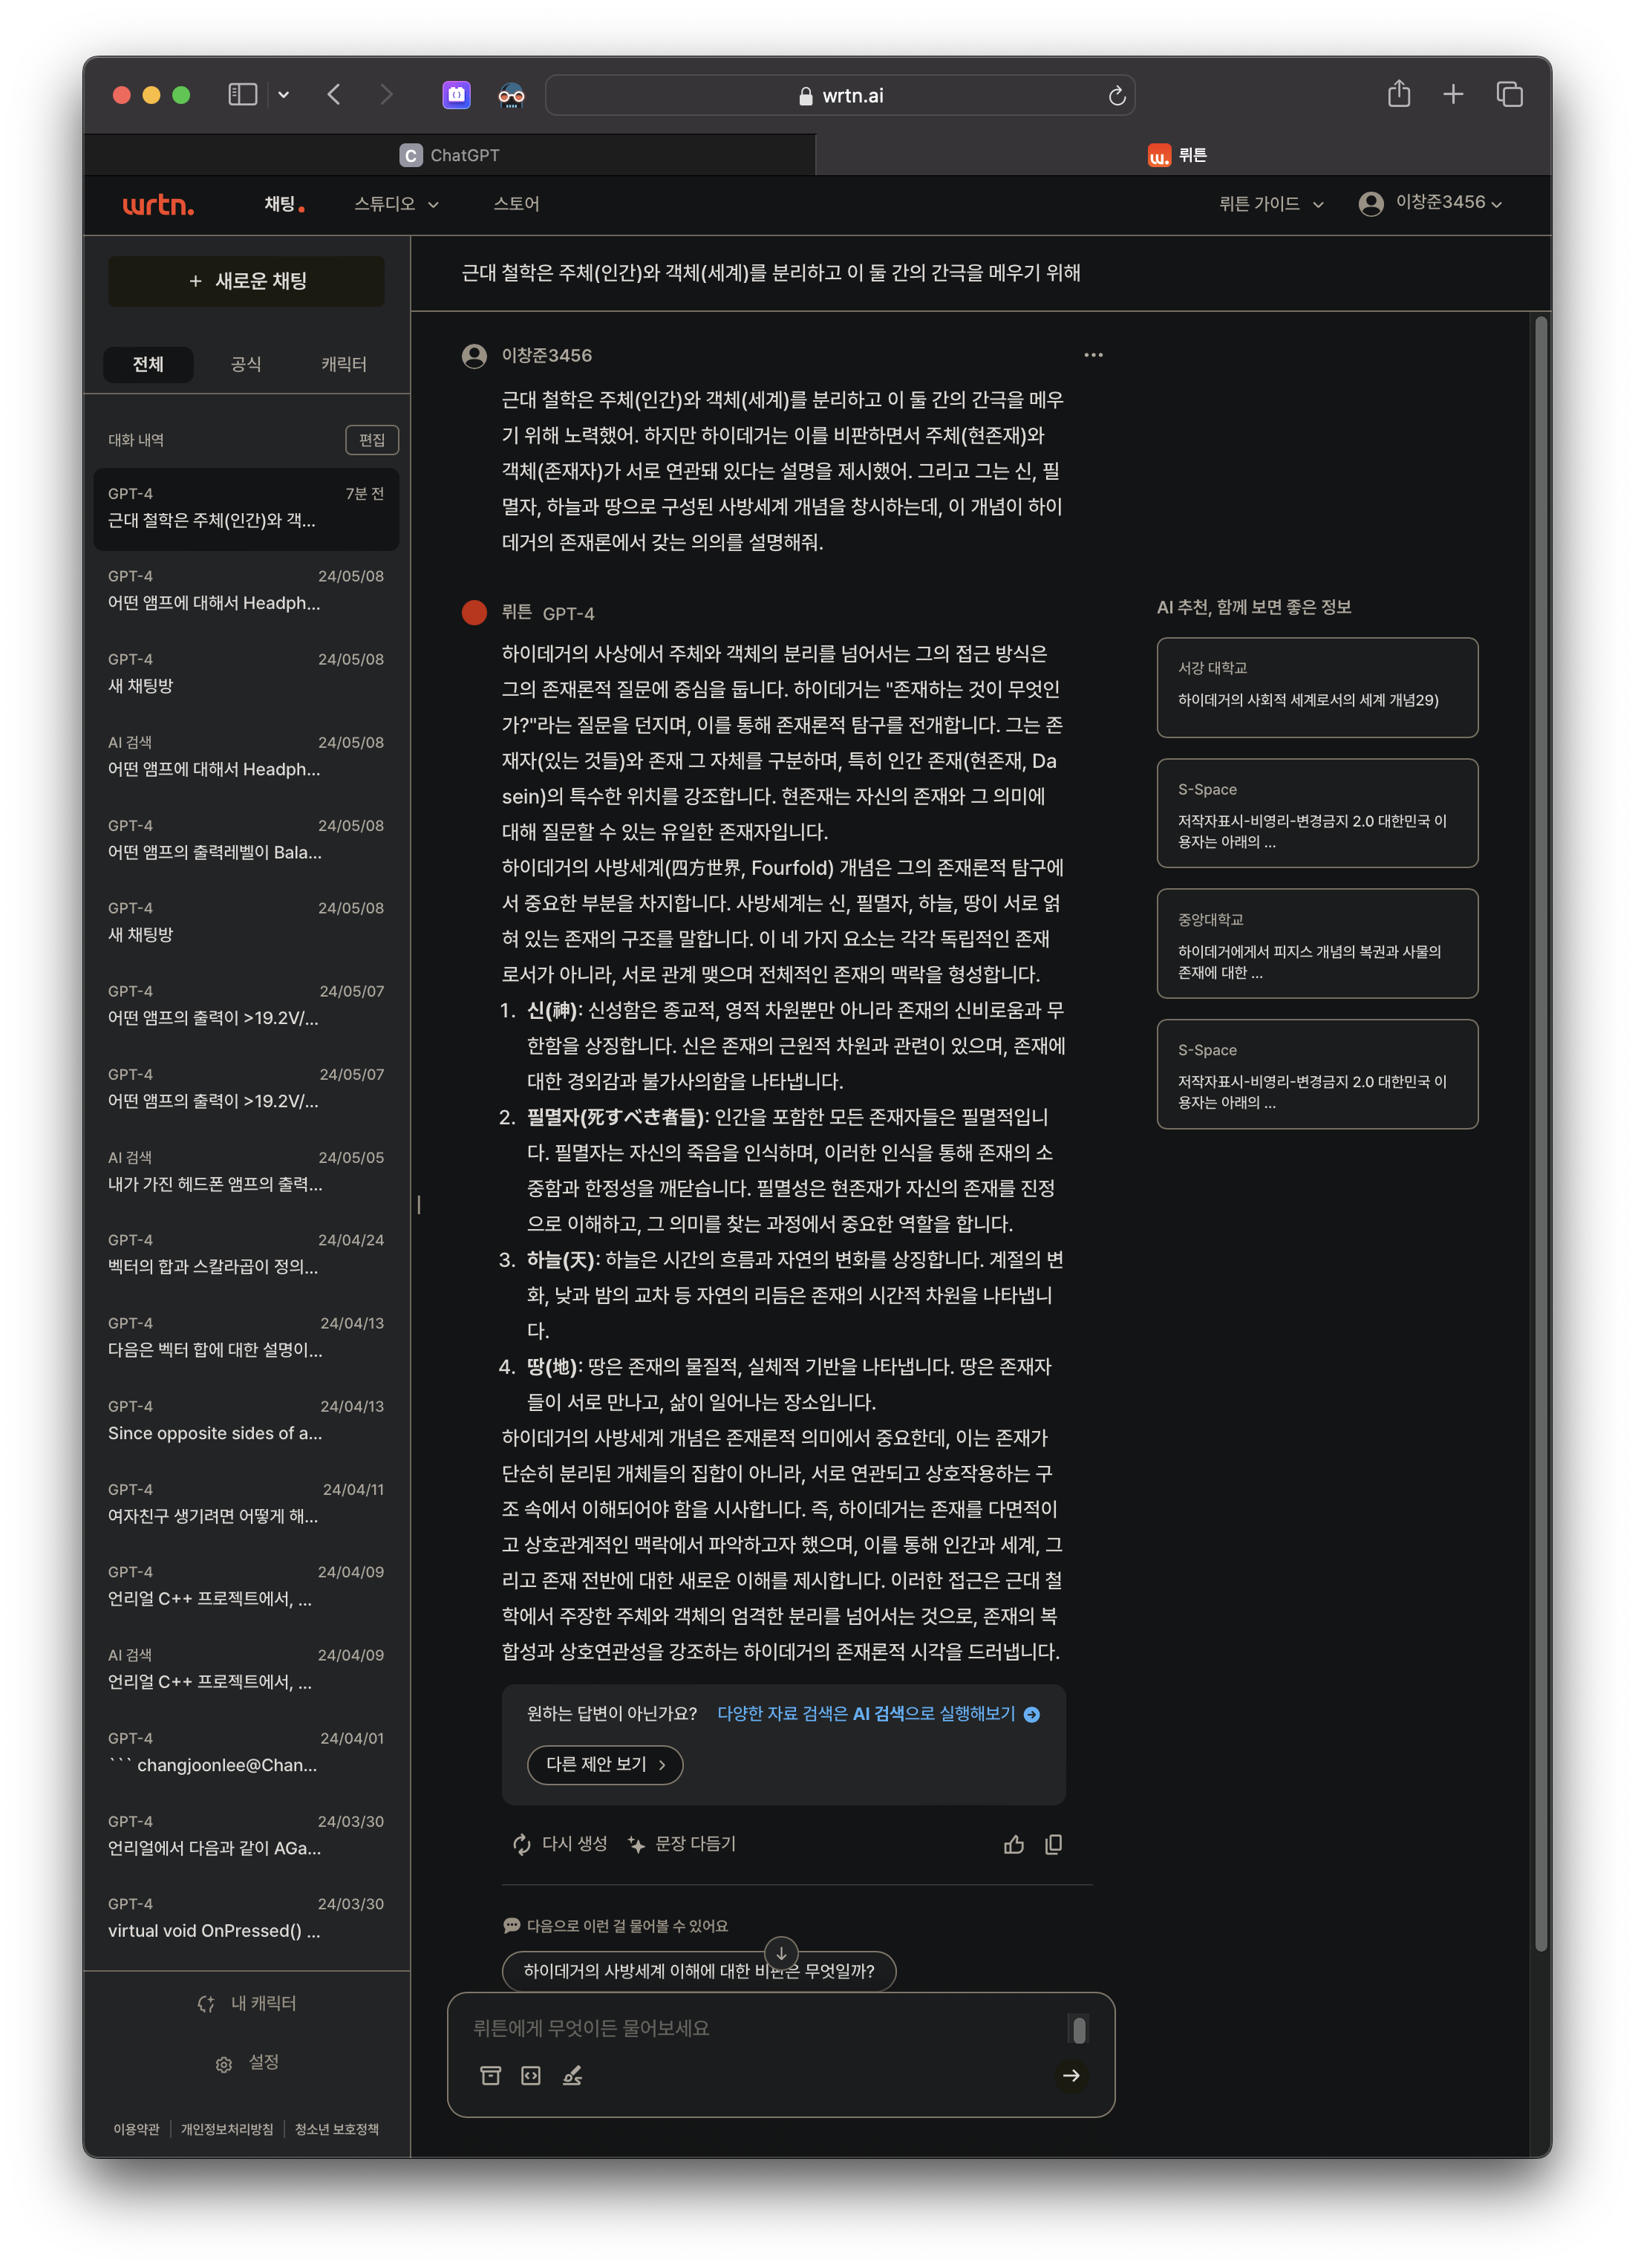 wrtn.ai
C ChatGPT
w. 뤼튼
wrtn.
채팅
스튜디오
스토어
뤼튼 가이드
이창준3456
+ 새로운 채팅
전체
공식
캐릭터
대화 내역
편집
GPT-4 7분 전
근대 철학은 주체(인간)와 객...
GPT-4 24/05/08
어떤 앰프에 대해서 Headph...
GPT-4 24/05/08
새 채팅방
AI 검색 24/05/08
어떤 앰프에 대해서 Headph...
GPT-4 24/05/08
어떤 앰프의 출력레벨이 Bala...
GPT-4 24/05/08
새 채팅방
GPT-4 24/05/07
어떤 앰프의 출력이 >19.2V/...
GPT-4 24/05/07
어떤 앰프의 출력이 >19.2V/...
AI 검색 24/05/05
내가 가진 헤드폰 앰프의 출력...
GPT-4 24/04/24
벡터의 합과 스칼라곱이 정의...
GPT-4 24/04/13
다음은 벡터 합에 대한 설명이...
GPT-4 24/04/13
Since opposite sides of a...
GPT-4 24/04/11
여자친구 생기려면 어떻게 해...
GPT-4 24/04/09
언리얼 C++ 프로젝트에서, ...
AI 검색 24/04/09
언리얼 C++ 프로젝트에서, ...
GPT-4 24/04/01
``` changjoonlee@Chan...
GPT-4 24/03/30
언리얼에서 다음과 같이 AGa...
GPT-4 24/03/30
virtual void OnPressed() ...
내 캐릭터
설정
이용약관 | 개인정보처리방침 | 청소년 보호정책
근대 철학은 주체(인간)와 객체(세계)를 분리하고 이 둘 간의 간극을 메우기 위해
이창준3456
근대 철학은 주체(인간)와 객체(세계)를 분리하고 이 둘 간의 간극을 메우
기 위해 노력했어. 하지만 하이데거는 이를 비판하면서 주체(현존재)와
객체(존재자)가 서로 연관돼 있다는 설명을 제시했어. 그리고 그는 신, 필
멸자, 하늘과 땅으로 구성된 사방세계 개념을 창시하는데, 이 개념이 하이
데거의 존재론에서 갖는 의의를 설명해줘.
뤼튼 GPT-4
하이데거의 사상에서 주체와 객체의 분리를 넘어서는 그의 접근 방식은
그의 존재론적 질문에 중심을 둡니다. 하이데거는 "존재하는 것이 무엇인
가?"라는 질문을 던지며, 이를 통해 존재론적 탐구를 전개합니다. 그는 존
재자(있는 것들)와 존재 그 자체를 구분하며, 특히 인간 존재(현존재, Da
sein)의 특수한 위치를 강조합니다. 현존재는 자신의 존재와 그 의미에
대해 질문할 수 있는 유일한 존재자입니다.
하이데거의 사방세계(四方世界, Fourfold) 개념은 그의 존재론적 탐구에
서 중요한 부분을 차지합니다. 사방세계는 신, 필멸자, 하늘, 땅이 서로 얽
혀 있는 존재의 구조를 말합니다. 이 네 가지 요소는 각각 독립적인 존재
로서가 아니라, 서로 관계 맺으며 전체적인 존재의 맥락을 형성합니다.
1. 신(神): 신성함은 종교적, 영적 차원뿐만 아니라 존재의 신비로움과 무
한함을 상징합니다. 신은 존재의 근원적 차원과 관련이 있으며, 존재에
대한 경외감과 불가사의함을 나타냅니다.
2. 필멸자(死すべき者들): 인간을 포함한 모든 존재자들은 필멸적입니
다. 필멸자는 자신의 죽음을 인식하며, 이러한 인식을 통해 존재의 소
중함과 한정성을 깨닫습니다. 필멸성은 현존재가 자신의 존재를 진정
으로 이해하고, 그 의미를 찾는 과정에서 중요한 역할을 합니다.
3. 하늘(天): 하늘은 시간의 흐름과 자연의 변화를 상징합니다. 계절의 변
화, 낮과 밤의 교차 등 자연의 리듬은 존재의 시간적 차원을 나타냅니
다.
4. 땅(地): 땅은 존재의 물질적, 실체적 기반을 나타냅니다. 땅은 존재자
들이 서로 만나고, 삶이 일어나는 장소입니다.
하이데거의 사방세계 개념은 존재론적 의미에서 중요한데, 이는 존재가
단순히 분리된 개체들의 집합이 아니라, 서로 연관되고 상호작용하는 구
조 속에서 이해되어야 함을 시사합니다. 즉, 하이데거는 존재를 다면적이
고 상호관계적인 맥락에서 파악하고자 했으며, 이를 통해 인간과 세계, 그
리고 존재 전반에 대한 새로운 이해를 제시합니다. 이러한 접근은 근대 철
학에서 주장한 주체와 객체의 엄격한 분리를 넘어서는 것으로, 존재의 복
합성과 상호연관성을 강조하는 하이데거의 존재론적 시각을 드러냅니다.
원하는 답변이 아닌가요? 다양한 자료 검색은 AI 검색으로 실행해보기
다른 제안 보기
다시 생성 문장 다듬기
다음으로 이런 걸 물어볼 수 있어요
하이데거의 사방세계 이해에 대한 비판은 무엇일까?
뤼튼에게 무엇이든 물어보세요
AI 추천, 함께 보면 좋은 정보
서강 대학교
하이데거의 사회적 세계로서의 세계 개념29)
S-Space
저작자표시-비영리-변경금지 2.0 대한민국 이
용자는 아래의 ...
중앙대학교
하이데거에게서 피지스 개념의 복권과 사물의
존재에 대한 ...
S-Space
저작자표시-비영리-변경금지 2.0 대한민국 이
용자는 아래의 ...